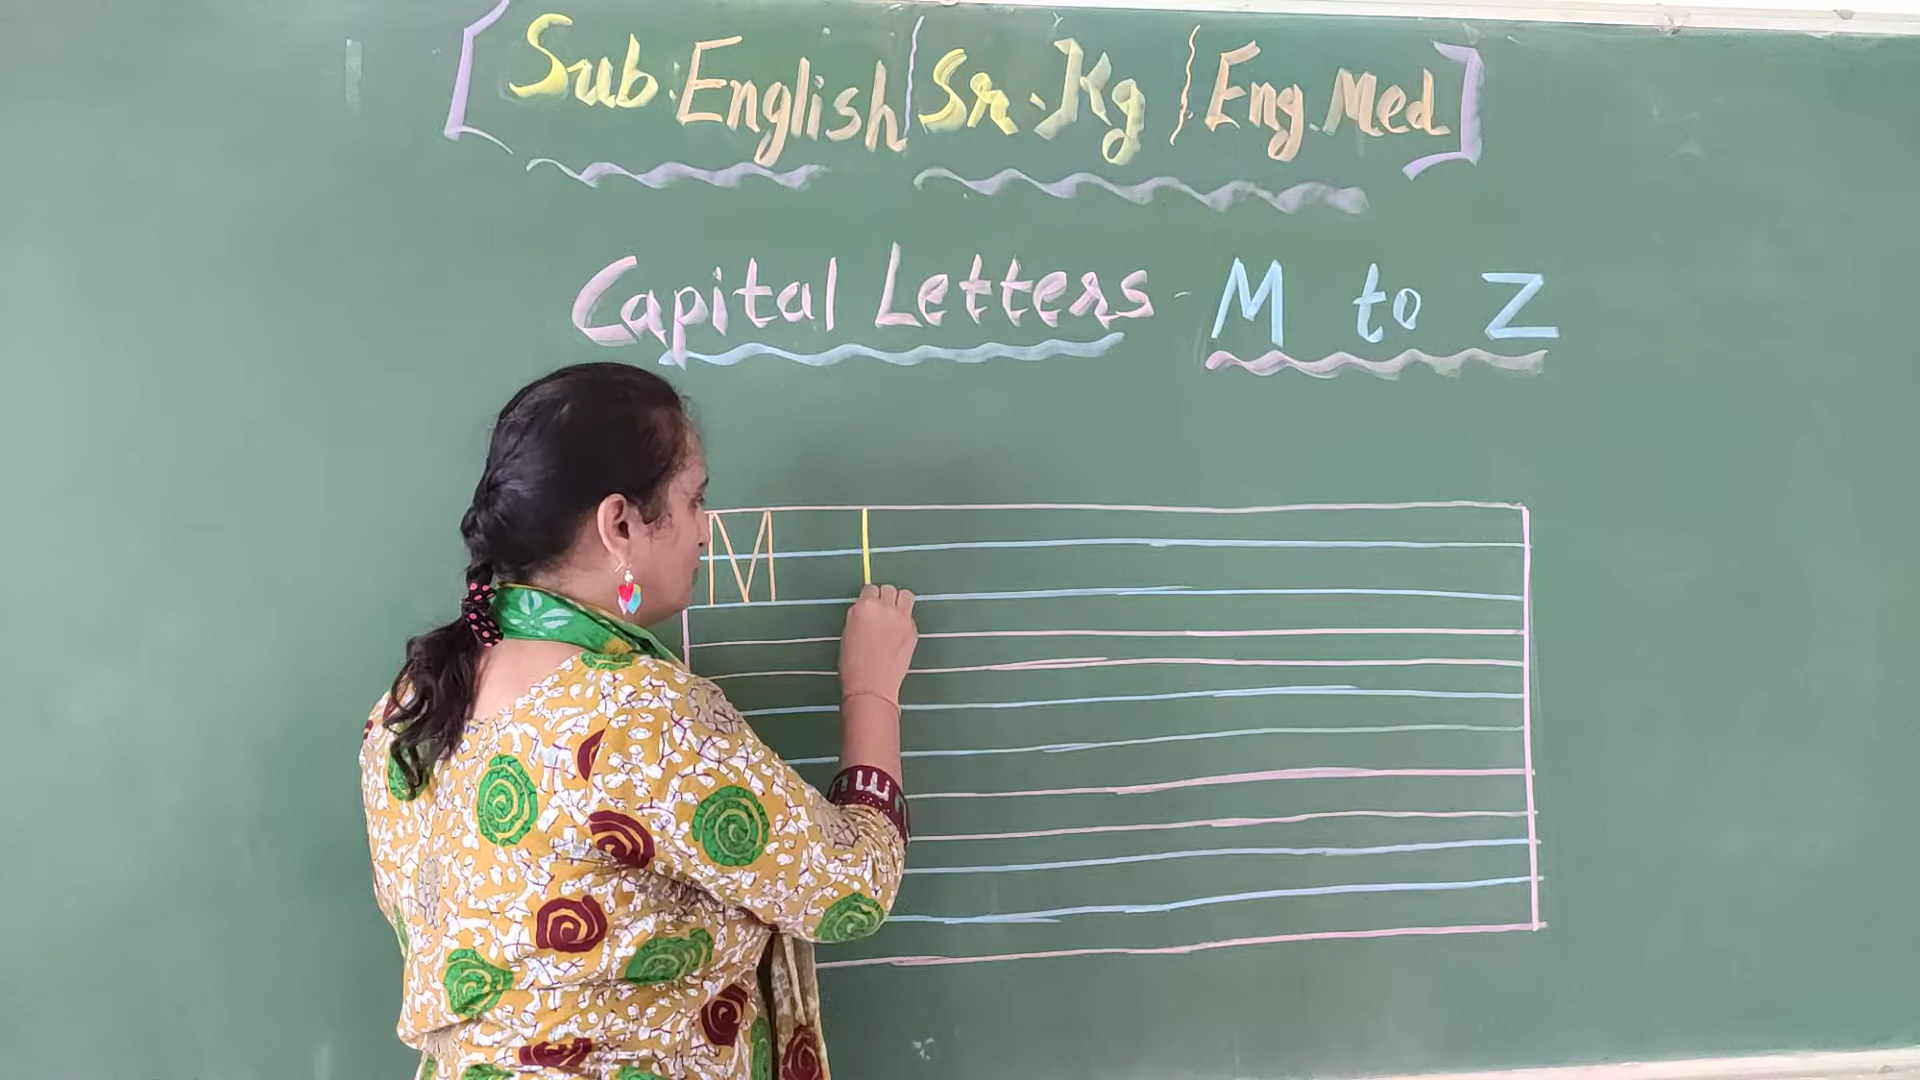 [Sub. English | Sr. Kg | Eng. Med]
Capital Letters - M to Z
M